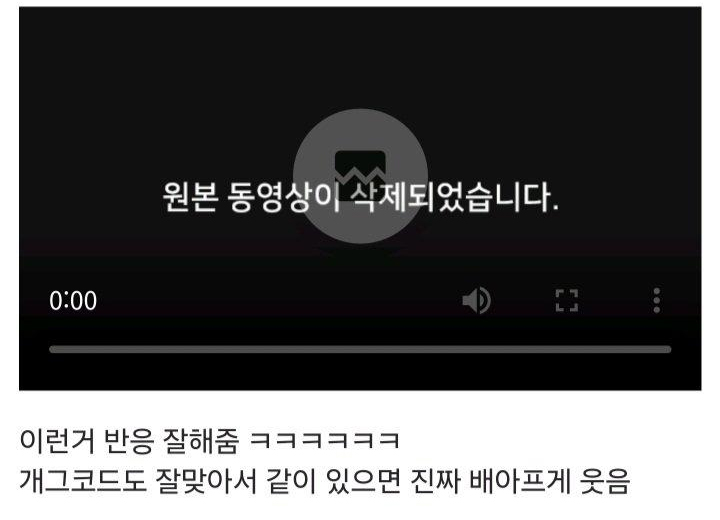 원본 동영상이 삭제되었습니다.
0:00
이런거 반응 잘해줌 ㅋㅋㅋㅋㅋㅋ
개그코드도 잘맞아서 같이 있으면 진짜 배아프게 웃음